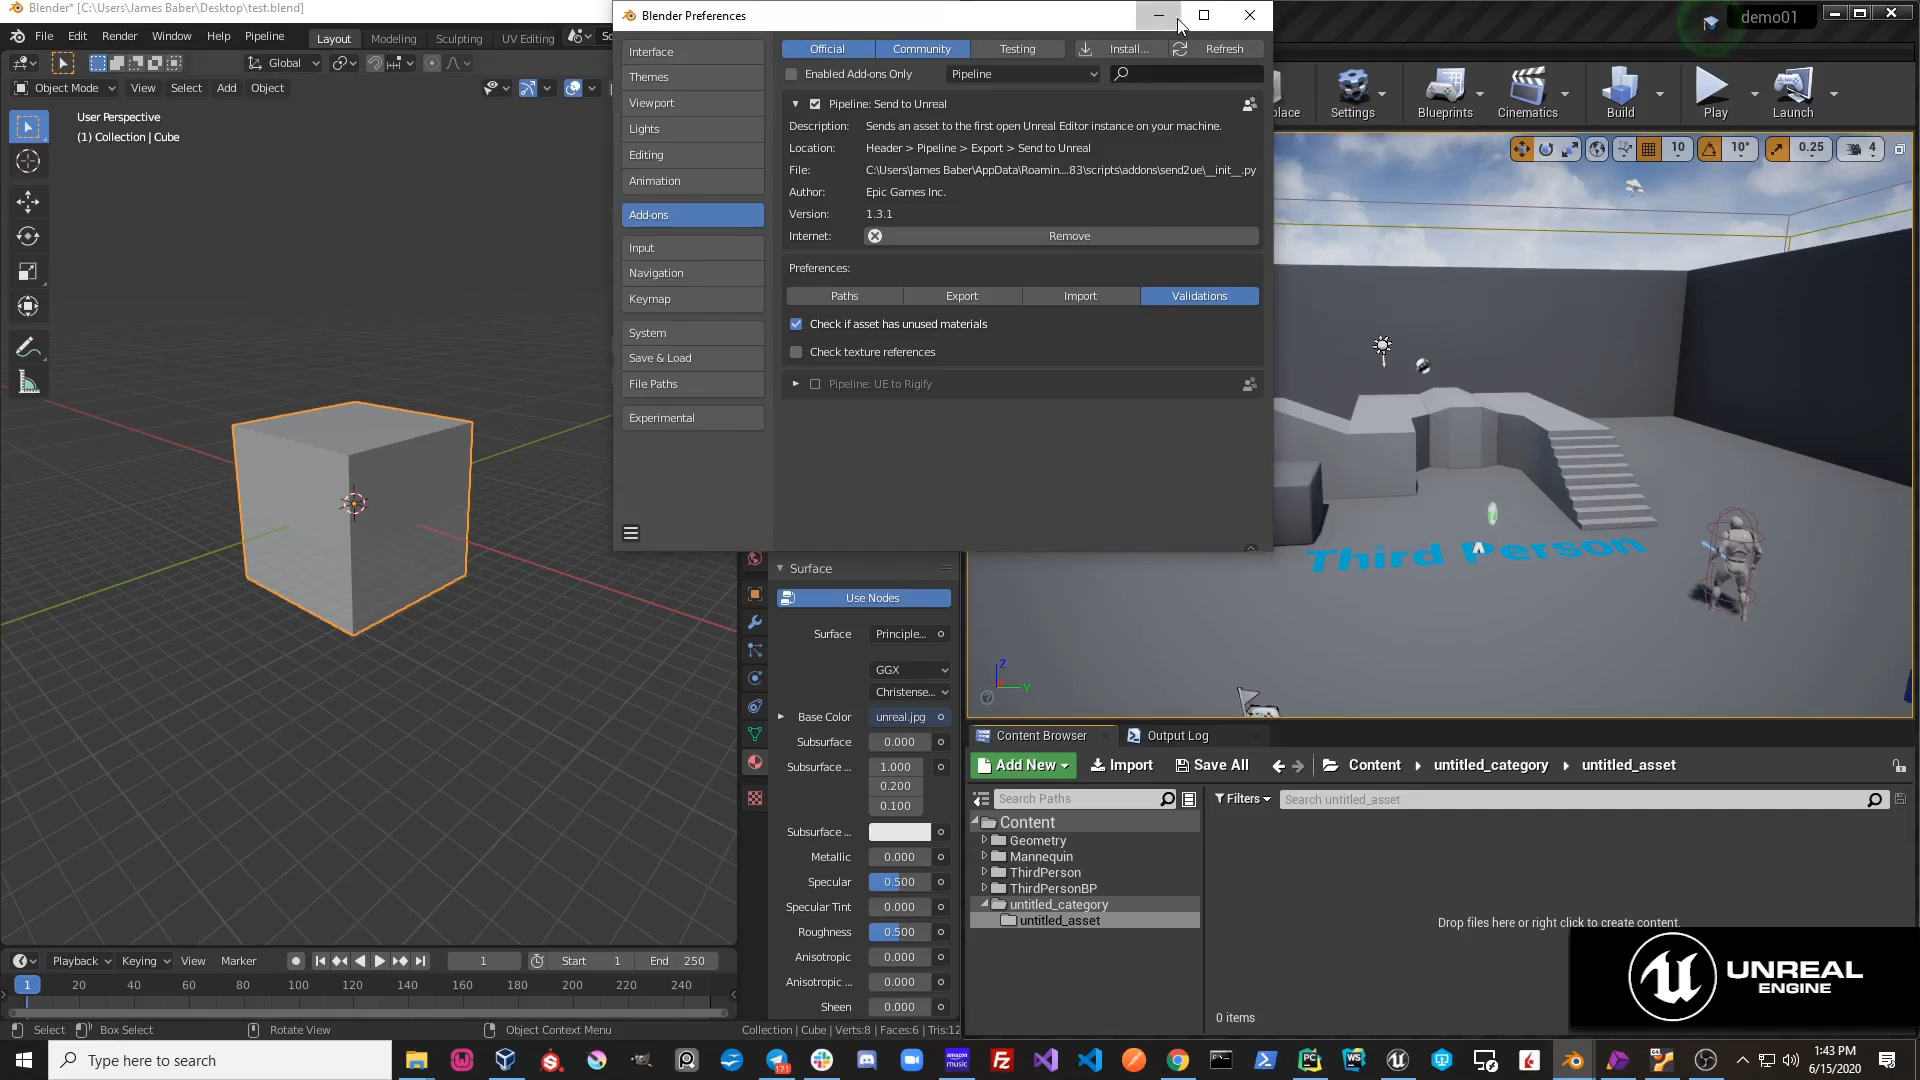 Blender* [C:\Users\James Baber\Desktop\test.blend]
File Edit Render Window Help Pipeline Layout Modeling Sculpting UV Editing
Global
Object Mode View Select Add Object
User Perspective
(1) Collection | Cube
Blender Preferences
Interface
Themes
Viewport
Lights
Editing
Animation
Add-ons
Input
Navigation
Keymap
System
Save & Load
File Paths
Experimental
Official Community Testing Install... Refresh
Enabled Add-ons Only Pipeline
Pipeline: Send to Unreal
Description: Sends an asset to the first open Unreal Editor instance on your machine.
Location: Header > Pipeline > Export > Send to Unreal
File: C:\Users\James Baber\AppData\Roamin....83\scripts\addons\send2ue\__init__.py
Author: Epic Games Inc.
Version: 1.3.1
Internet: Remove
Preferences:
Paths Export Import Validations
Check if asset has unused materials
Check texture references
Pipeline: UE to Rigify
Surface
Use Nodes
Surface Principle...
GGX
Christense...
Base Color unreal.jpg
Subsurface 0.000
Subsurface ... 1.000
0.200
0.100
Subsurface ...
Metallic 0.000
Specular 0.500
Specular Tint 0.000
Roughness 0.500
Anisotropic 0.000
Anisotropic ... 0.000
Sheen 0.000
Playback Keying View Marker 1 Start 1 End 250
1 20 40 60 80 100 120 140 160 180 200 220 240
Select Box Select Rotate View Object Context Menu Collection | Cube | Verts:8 | Faces:6 | Tris:12
demo01
Settings Blueprints Cinematics Build Play Launch
10 10° 0.25 4
Third Person
Z
Y
Content Browser Output Log
Add New Import Save All Content untitled_category untitled_asset
Search Paths Filters Search untitled_asset
Content
Geometry
Mannequin
ThirdPerson
ThirdPersonBP
untitled_category
untitled_asset
Drop files here or right click to create content.
0 items
UNREAL
ENGINE
Type here to search
171
amazon music
1:43 PM
6/15/2020